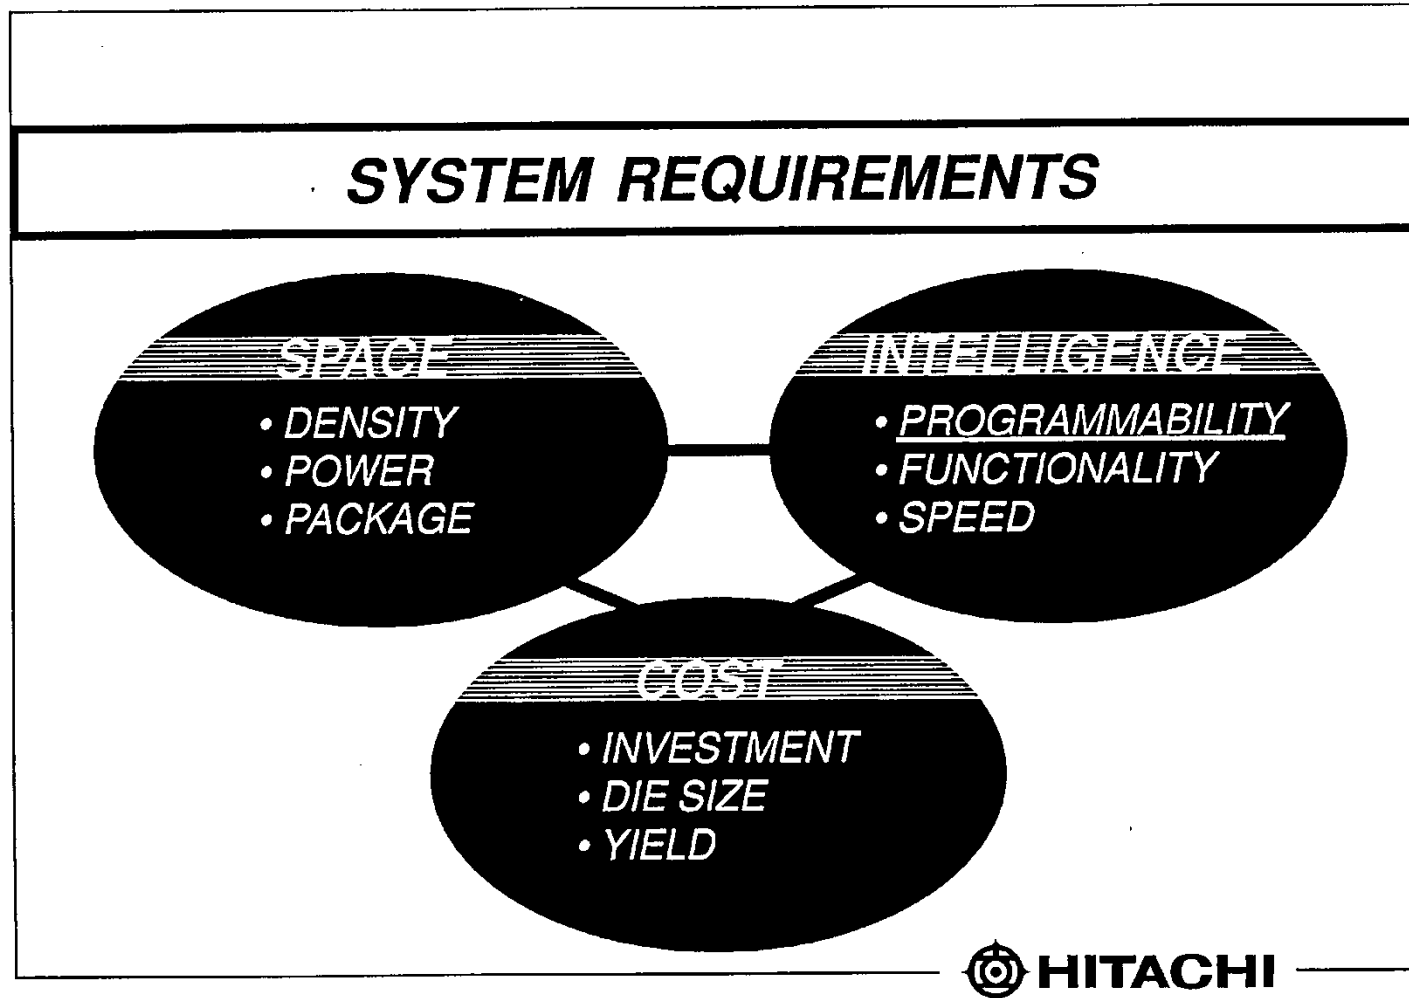 SYSTEM REQUIREMENTS
SPACE
• DENSITY
• POWER
• PACKAGE
INTELLIGENCE
• PROGRAMMABILITY
• FUNCTIONALITY
• SPEED
COST
• INVESTMENT
• DIE SIZE
• YIELD
HITACHI